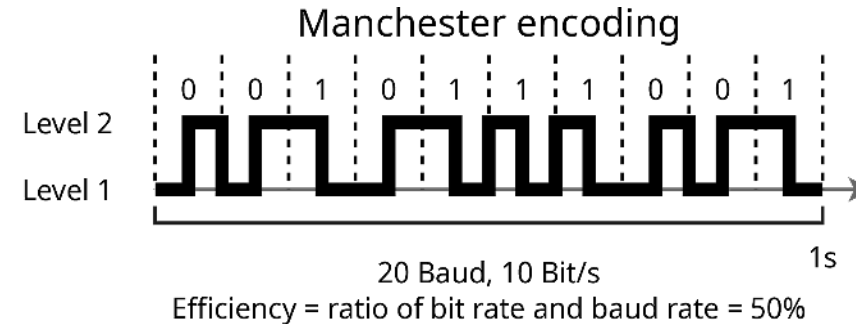 Manchester encoding
0 0 1 0 1 1 1 0 0 1
Level 2
Level 1
1s
20 Baud, 10 Bit/s
Efficiency = ratio of bit rate and baud rate = 50%